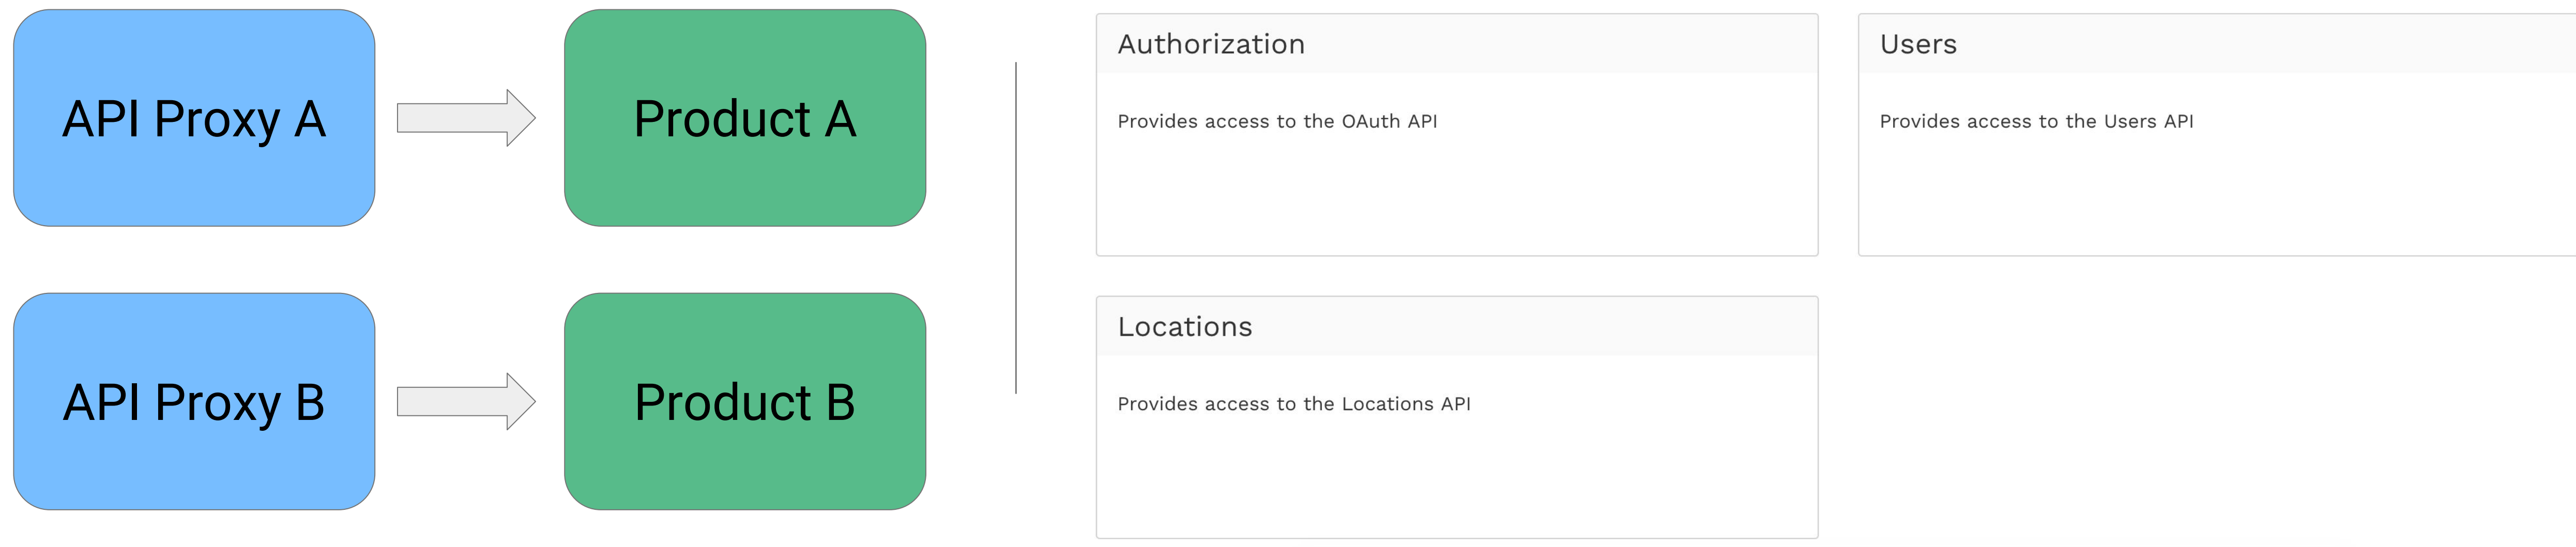 API Proxy A
Product A
API Proxy B
Product B
Authorization
Provides access to the OAuth API
Users
Provides access to the Users API
Locations
Provides access to the Locations API